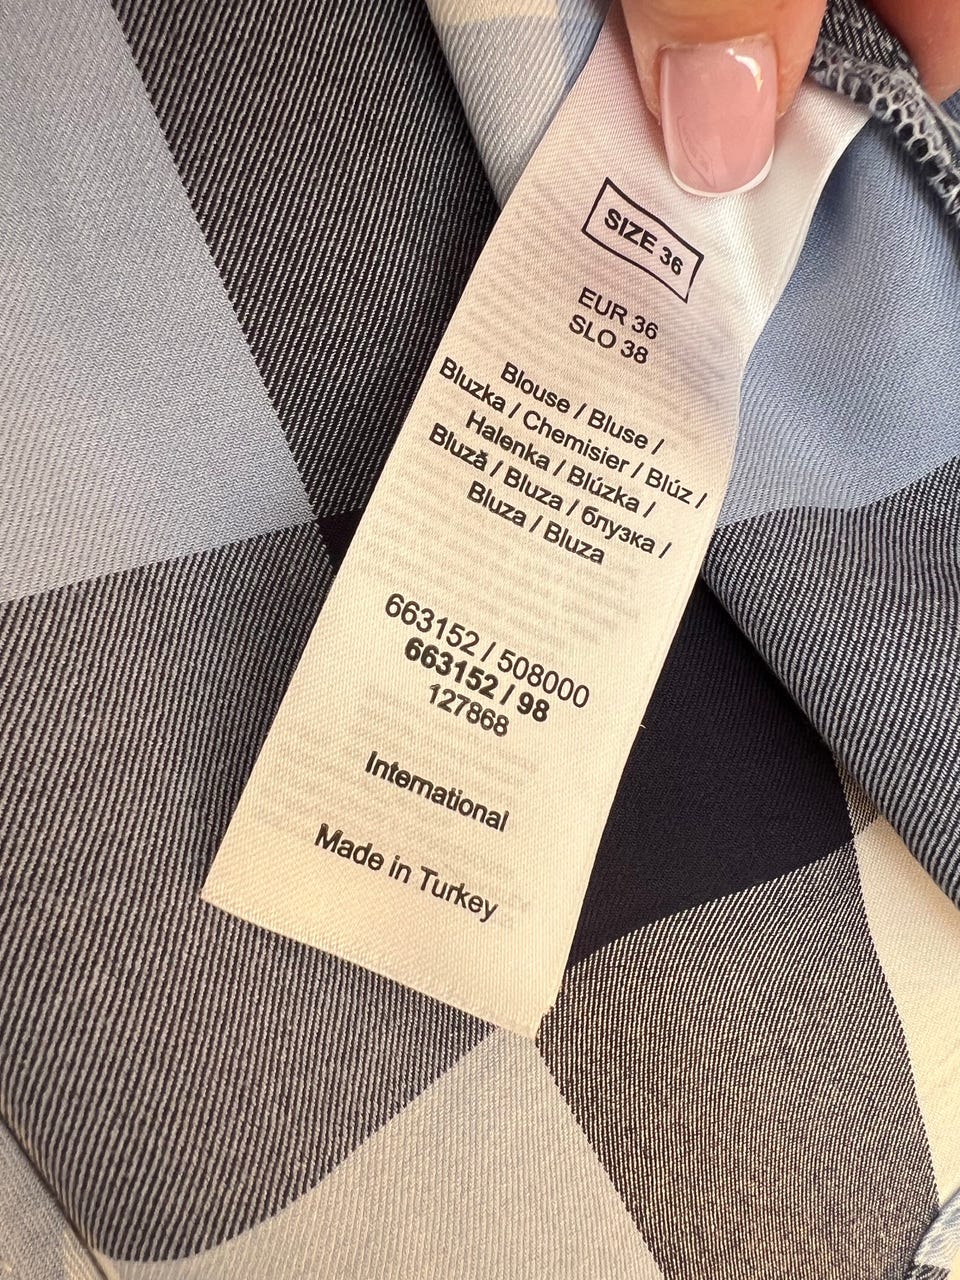 SIZE 36
EUR 36
SLO 38
Blouse / Bluse /
Bluzka / Chemisier / Blúz /
Halenka / Blúzka /
Bluză / Bluza / блузка /
Bluza / Bluza
663152 / 508000
663152 / 98
127868
International
Made in Turkey